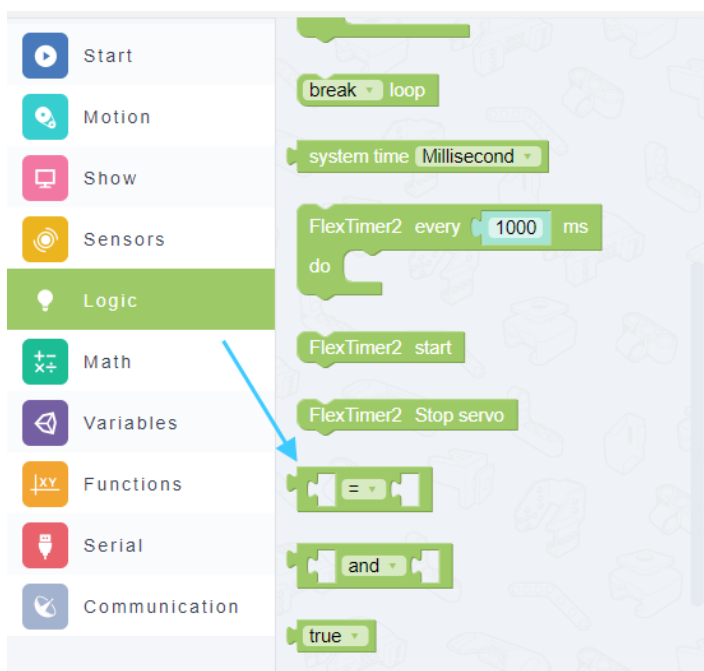 Start
Motion
Show
Sensors
Logic
+- ×÷
Math
Variables
XY
Functions
Serial
Communication
break loop
system time Millisecond
FlexTimer2 every 1000 ms
do
FlexTimer2 start
FlexTimer2 Stop servo
=
and
true